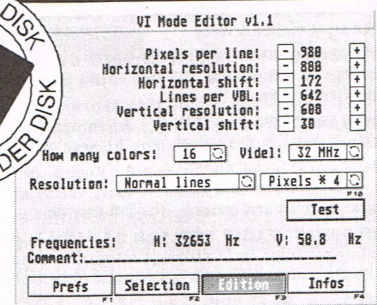 DISK
DER DISK
VI Mode Editor v1.1
Pixels per line: - 980 +
Horizontal resolution: - 800 +
Horizontal shift: - 172 +
Lines per VBL: - 642 +
Vertical resolution: - 600 +
Vertical shift: - 30 +
How many colors: 16 Videl: 32 MHz
Resolution: Normal lines Pixels * 4
F10
Test
Frequencies: H: 32653 Hz V: 50.8 Hz
Comment:
Prefs Selection Edition Infos
F1 F2 F3 F4